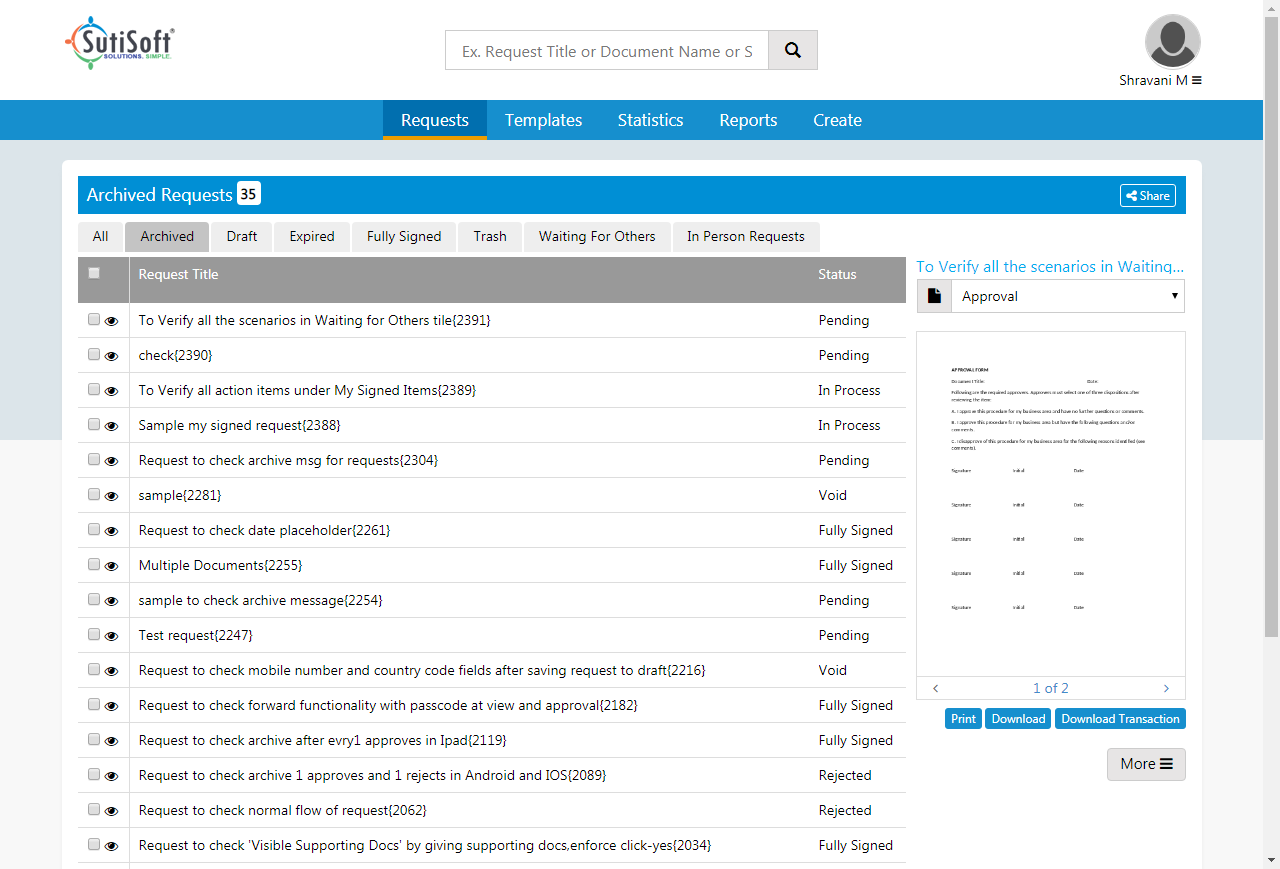 SutiSoft®
SOLUTIONS. SIMPLE.
Ex. Request Title or Document Name or S
Shravani M
Requests Templates Statistics Reports Create
Archived Requests 35
Share
All Archived Draft Expired Fully Signed Trash Waiting For Others In Person Requests
Request Title Status
To Verify all the scenarios in Waiting for Others tile{2391} Pending
check{2390} Pending
To Verify all action items under My Signed Items{2389} In Process
Sample my signed request{2388} In Process
Request to check archive msg for requests{2304} Pending
sample{2281} Void
Request to check date placeholder{2261} Fully Signed
Multiple Documents{2255} Fully Signed
sample to check archive message{2254} Pending
Test request{2247} Pending
Request to check mobile number and country code fields after saving request to draft{2216} Void
Request to check forward functionality with passcode at view and approval{2182} Fully Signed
Request to check archive after evry1 approves in Ipad{2119} Fully Signed
Request to check archive 1 approves and 1 rejects in Android and IOS{2089} Rejected
Request to check normal flow of request{2062} Rejected
Request to check 'Visible Supporting Docs' by giving supporting docs,enforce click-yes{2034} Fully Signed
To Verify all the scenarios in Waiting...
Approval
APPROVAL FORM
Document Title: Date:
Following are the required approvers. Approvers must select one of three dispositions after
reviewing the item:
A. I approve this procedure for my business area and have no further questions or comments.
B. I approve this procedure for my business area but have the following questions and/or
comments.
C. I disapprove of this procedure for my business area for the following reasons identified (see
comments).
Signature Initial Date
Signature Initial Date
Signature Initial Date
Signature Initial Date
Signature Initial Date
1 of 2
Print Download Download Transaction
More